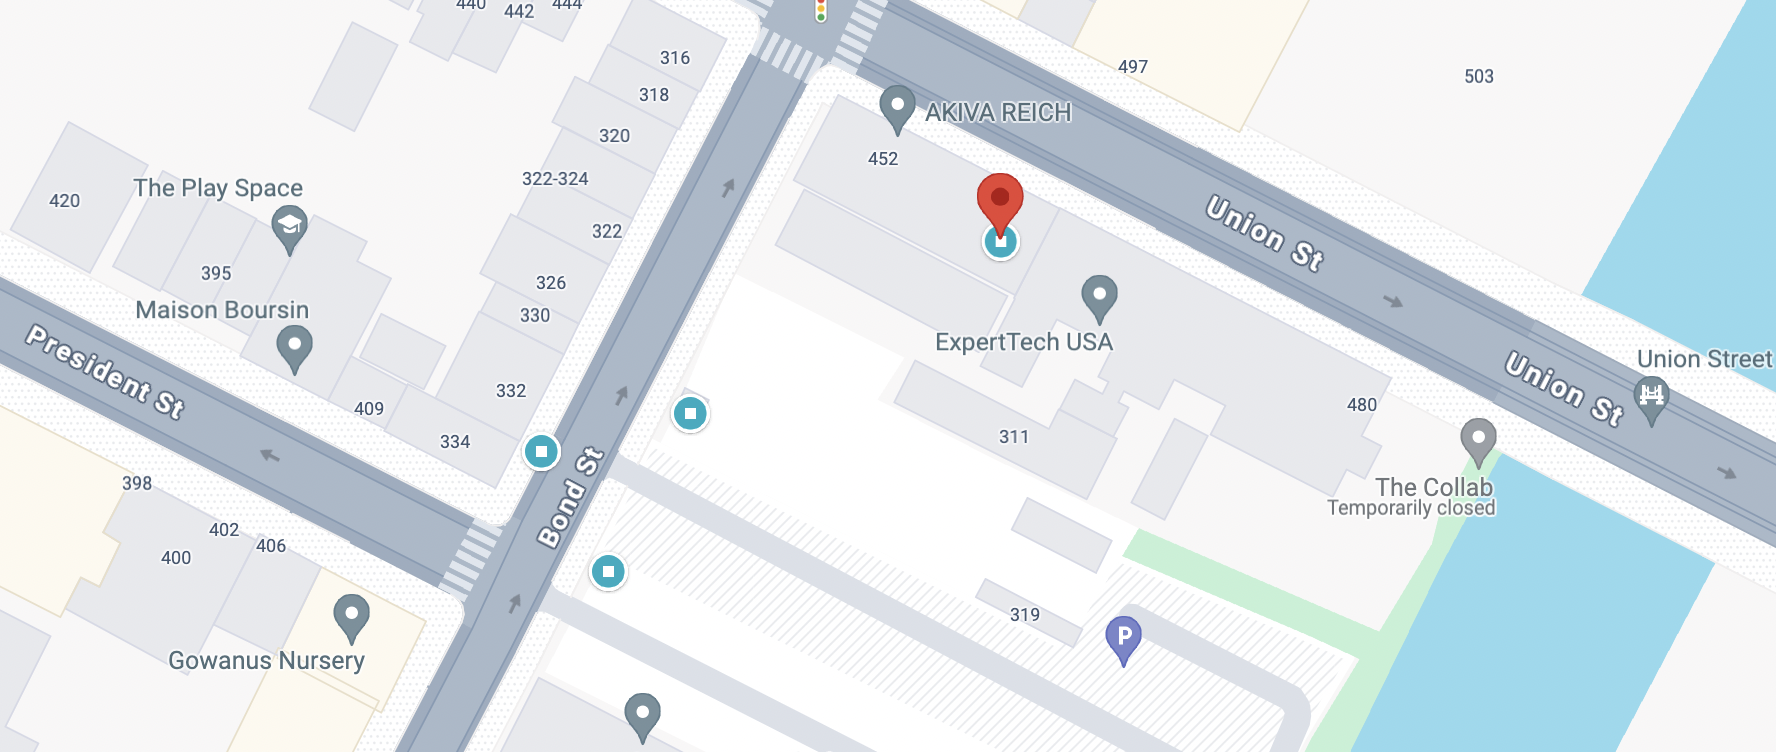 440
442
444
316
497
503
318
AKIVA REICH
320
452
322-324
The Play Space
420
Union St
322
395
326
Maison Boursin
330
ExpertTech USA
President St
Union Street
Union St
332
409
480
334
311
398
The Collab
Temporarily closed
Bond St
402
406
400
319
P
Gowanus Nursery